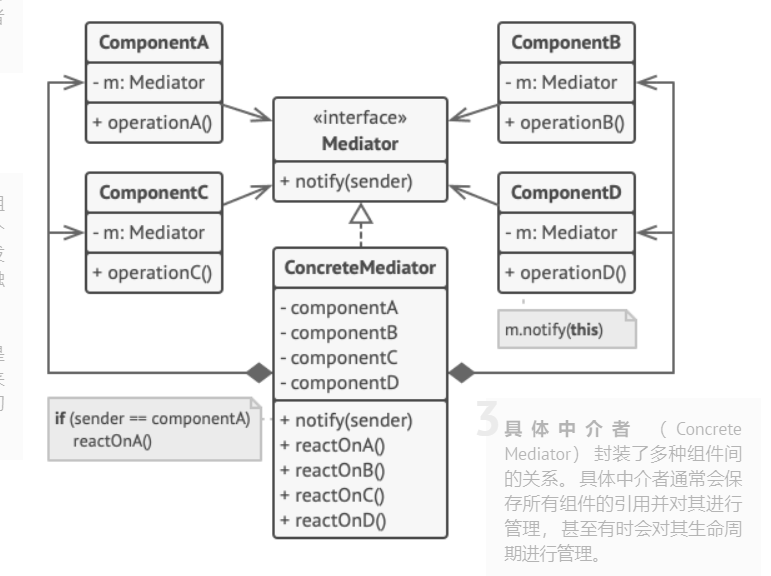 者
ComponentA
- m: Mediator
+ operationA()
ComponentB
- m: Mediator
+ operationB()
«interface»
Mediator
+ notify(sender)
ComponentC
- m: Mediator
+ operationC()
ComponentD
- m: Mediator
+ operationD()
m.notify(this)
ConcreteMediator
- componentA
- componentB
- componentC
- componentD
+ notify(sender)
+ reactOnA()
+ reactOnB()
+ reactOnC()
+ reactOnD()
if (sender == componentA)
reactOnA()
3
具体中介者 （Concrete
Mediator） 封装了多种组件间
的关系。 具体中介者通常会保
存所有组件的引用并对其进行
管理， 甚至有时会对其生命周
期进行管理。